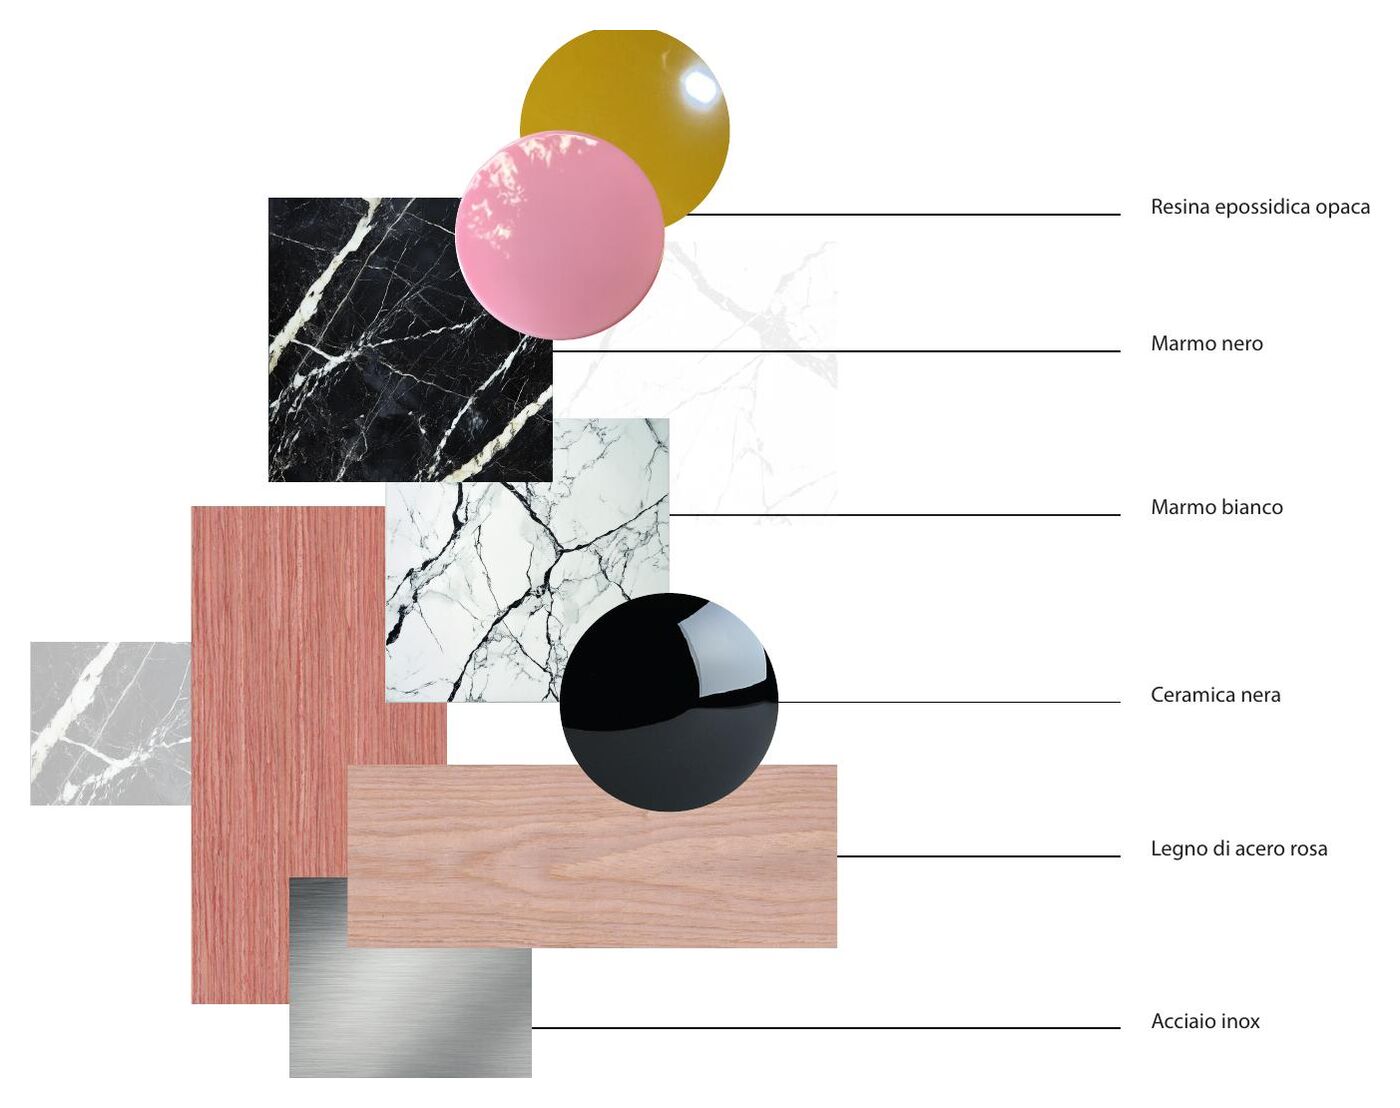 Resina epossidica opaca
Marmo nero
Marmo bianco
Ceramica nera
Legno di acero rosa
Acciaio inox